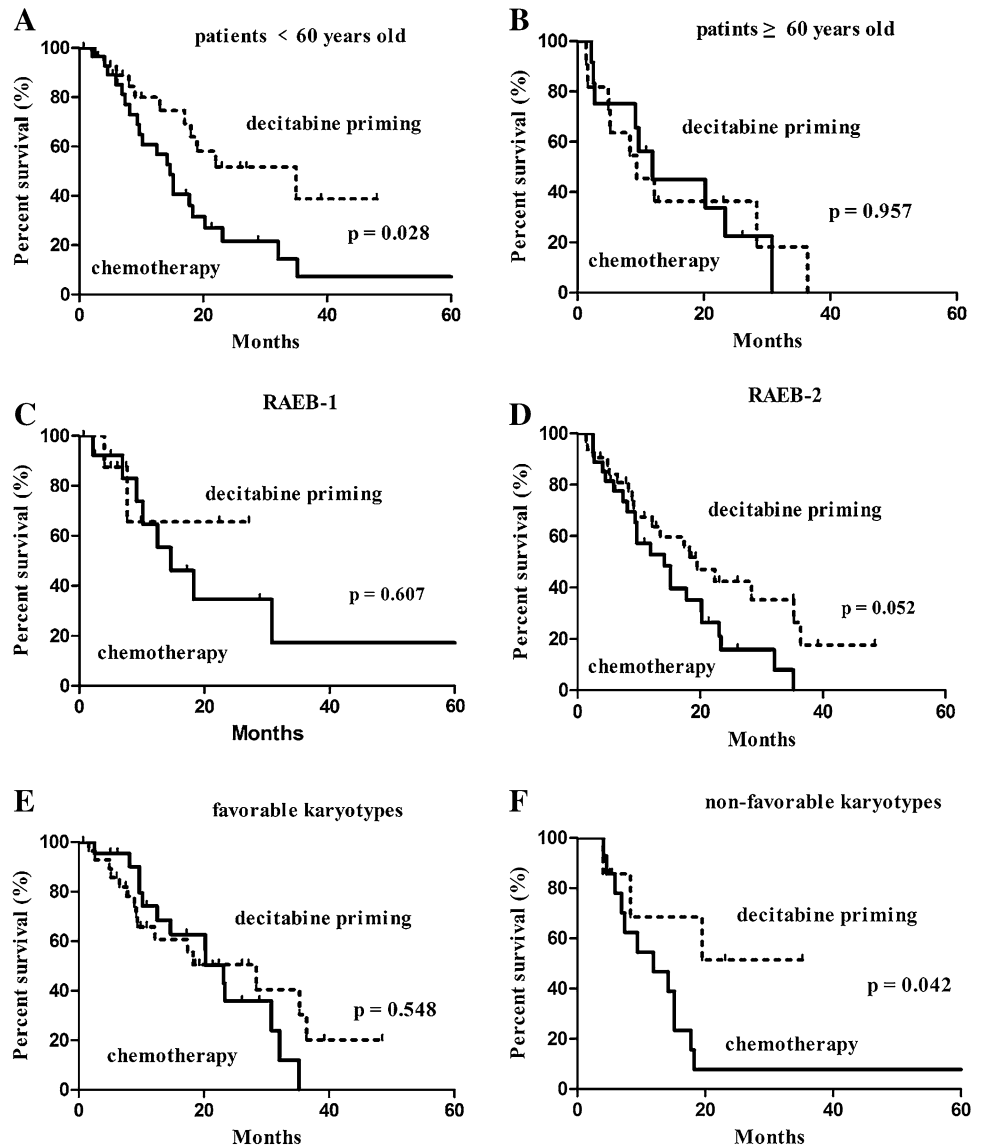 A
patients < 60 years old
Percent survival (%)
100
80
60
40
20
0
decitabine priming
p = 0.028
chemotherapy
0 20 40 60
Months
B
patints ≥ 60 years old
Percent survival (%)
100
80
60
40
20
0
decitabine priming
p = 0.957
chemotherapy
0 20 40 60
Months
C
RAEB-1
Percent survival (%)
100
80
60
40
20
0
decitabine priming
p = 0.607
chemotherapy
0 20 40 60
Months
D
RAEB-2
Percent survival (%)
100
80
60
40
20
0
decitabine priming
p = 0.052
chemotherapy
0 20 40 60
Months
E
favorable karyotypes
Percent survival (%)
100
80
60
40
20
0
decitabine priming
p = 0.548
chemotherapy
0 20 40 60
Months
F
non-favorable karyotypes
Percent survival (%)
100
80
60
40
20
0
decitabine priming
p = 0.042
chemotherapy
0 20 40 60
Months